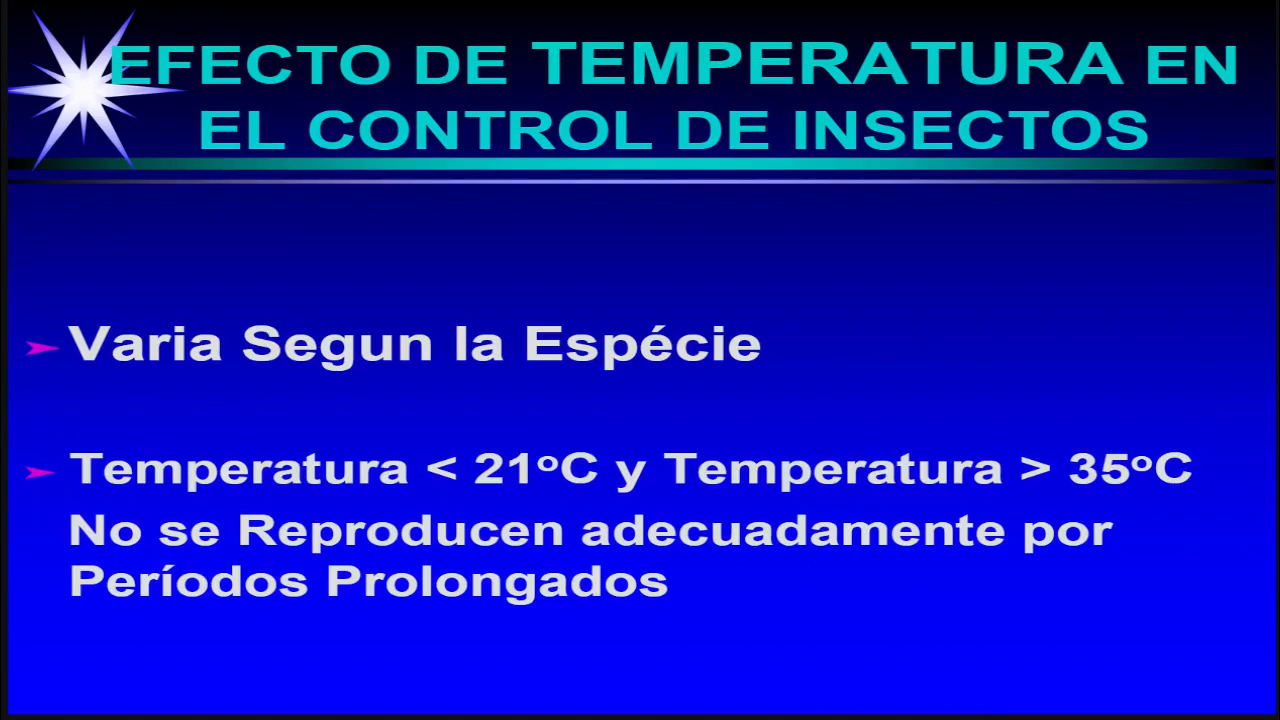 EFECTO DE TEMPERATURA EN
EL CONTROL DE INSECTOS
Varia Segun la Espécie
Temperatura < 21ºC y Temperatura > 35ºC
No se Reproducen adecuadamente por
Períodos Prolongados